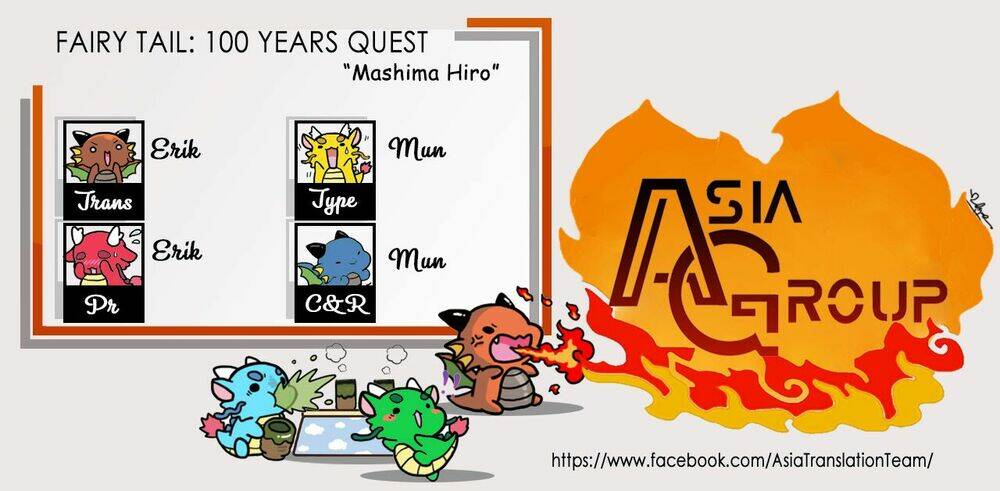 FAIRY TAIL: 100 YEARS QUEST
"Mashima Hiro"
Erik
Trans
Mun
Type
Erik
Pr
Mun
C&R
ASIA
GROUP
https://www.facebook.com/AsiaTranslationTeam/